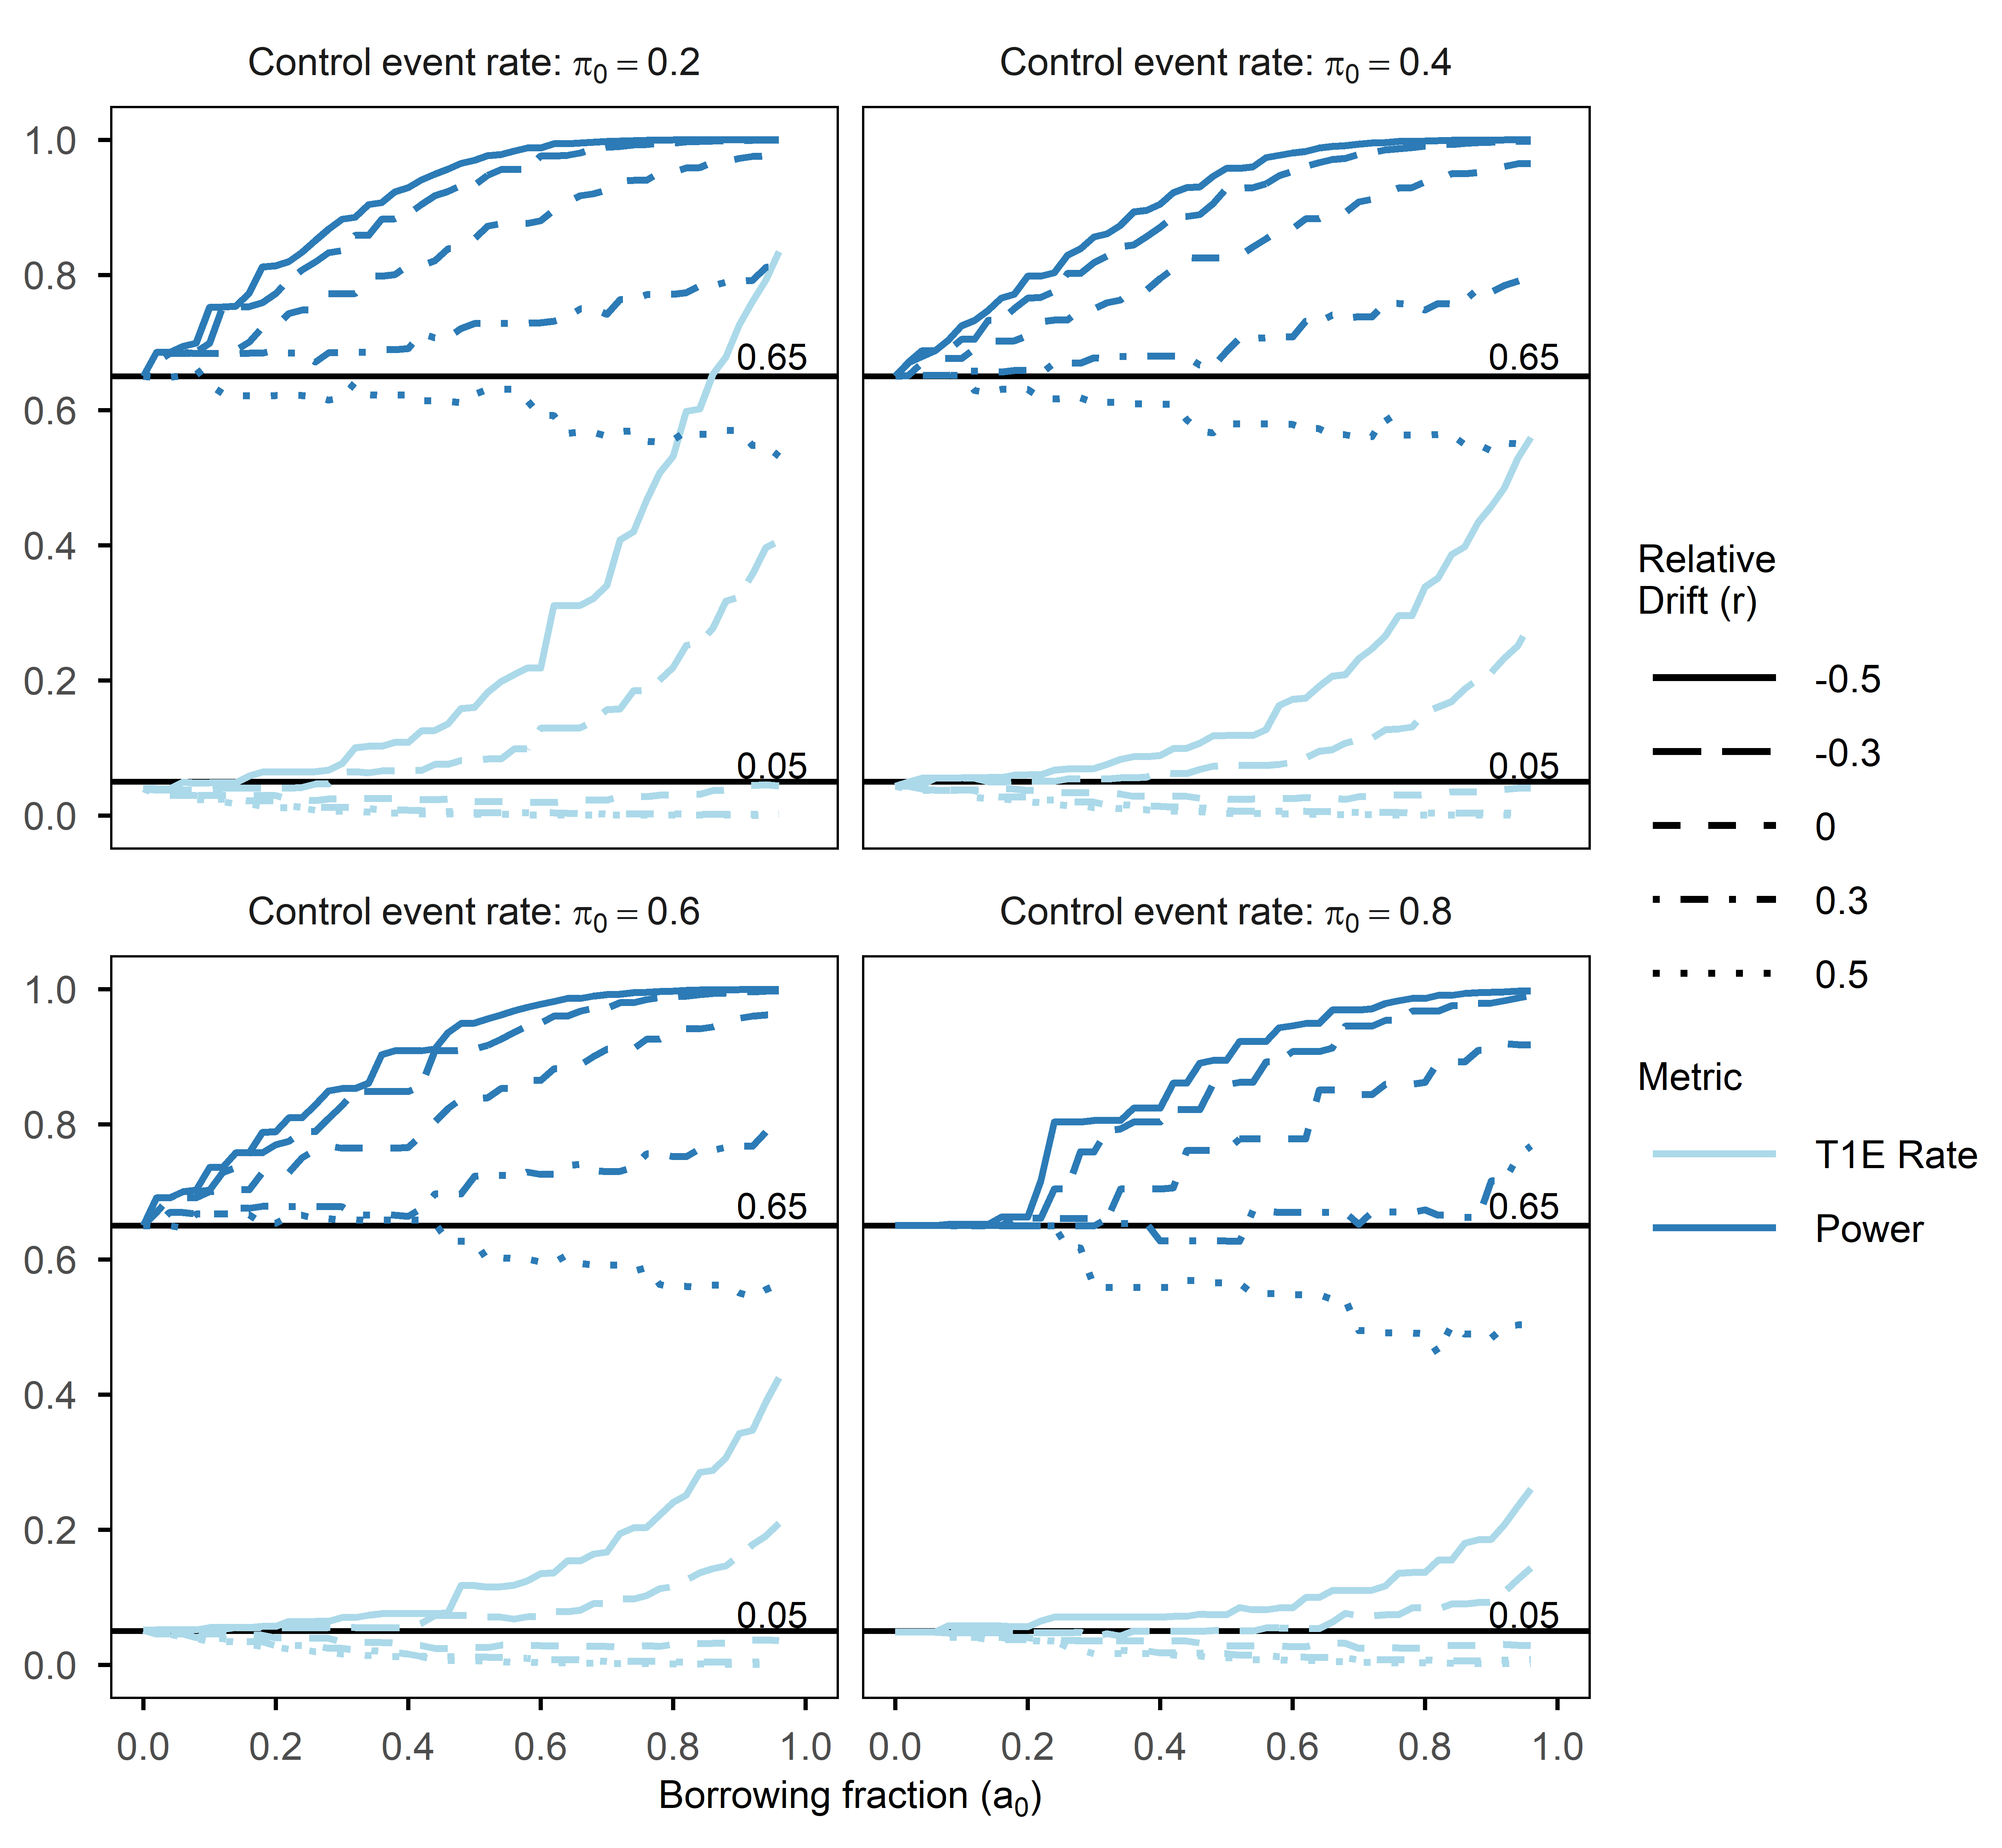 Control event rate: π₀ = 0.2
Control event rate: π₀ = 0.4
1.0
0.8
0.6
0.4
0.2
0.0
0.65
0.05
0.65
0.05
Control event rate: π₀ = 0.6
Control event rate: π₀ = 0.8
1.0
0.8
0.6
0.4
0.2
0.0
0.65
0.05
0.65
0.05
0.0 0.2 0.4 0.6 0.8 1.0
0.0 0.2 0.4 0.6 0.8 1.0
Borrowing fraction (a₀)
Relative
Drift (r)
-0.5
-0.3
0
0.3
0.5
Metric
T1E Rate
Power